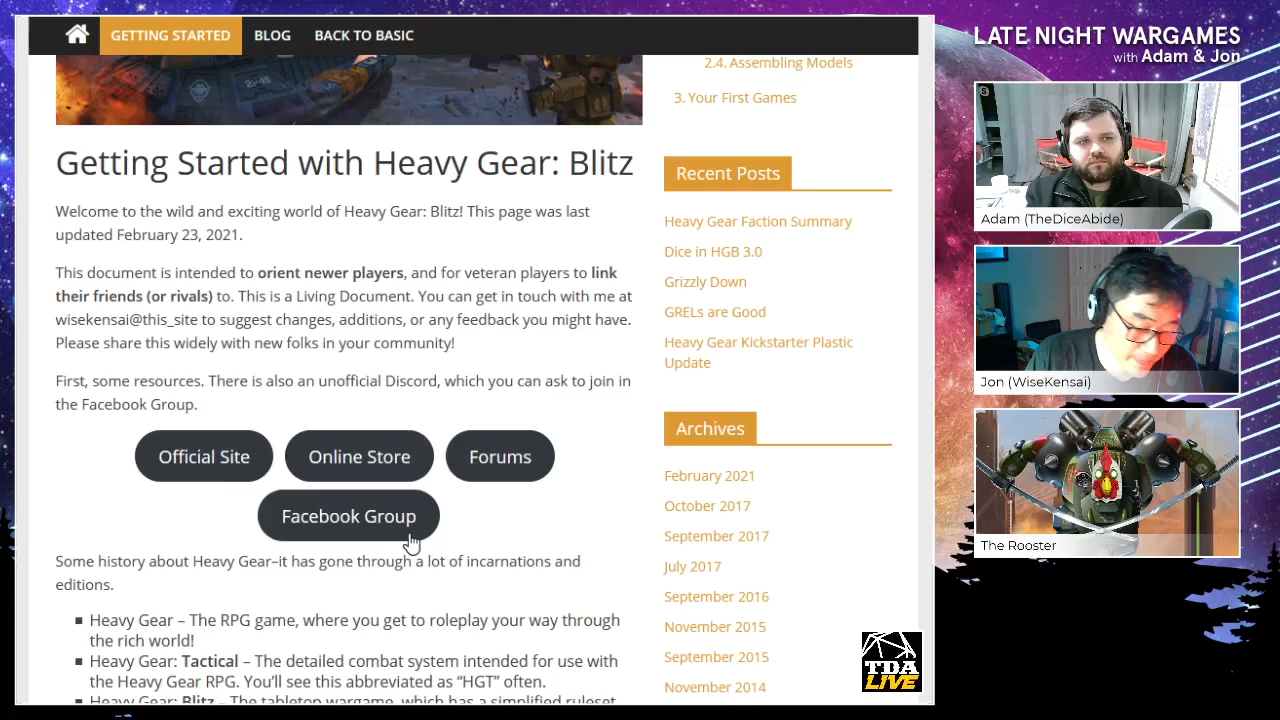 GETTING STARTED
BLOG
BACK TO BASIC
Getting Started with Heavy Gear: Blitz
Welcome to the wild and exciting world of Heavy Gear: Blitz! This page was last
updated February 23, 2021.
This document is intended to orient newer players, and for veteran players to link
their friends (or rivals) to. This is a Living Document. You can get in touch with me at
wisekensai@this_site to suggest changes, additions, or any feedback you might have.
Please share this widely with new folks in your community!
First, some resources. There is also an unofficial Discord, which you can ask to join in
the Facebook Group.
Official Site
Online Store
Forums
Facebook Group
Some history about Heavy Gear–it has gone through a lot of incarnations and
editions.
Heavy Gear – The RPG game, where you get to roleplay your way through
the rich world!
Heavy Gear: Tactical – The detailed combat system intended for use with
the Heavy Gear RPG. You'll see this abbreviated as "HGT" often.
Heavy Gear: Blitz – The tabletop wargame, which has a simplified ruleset
2.4. Assembling Models
3. Your First Games
Recent Posts
Heavy Gear Faction Summary
Dice in HGB 3.0
Grizzly Down
GRELs are Good
Heavy Gear Kickstarter Plastic
Update
Archives
February 2021
October 2017
September 2017
July 2017
September 2016
November 2015
September 2015
November 2014
TDA
LIVE
LATE NIGHT WARGAMES
with Adam & Jon
Adam (TheDiceAbide)
Jon (WiseKensai)
ARMS
The Rooster